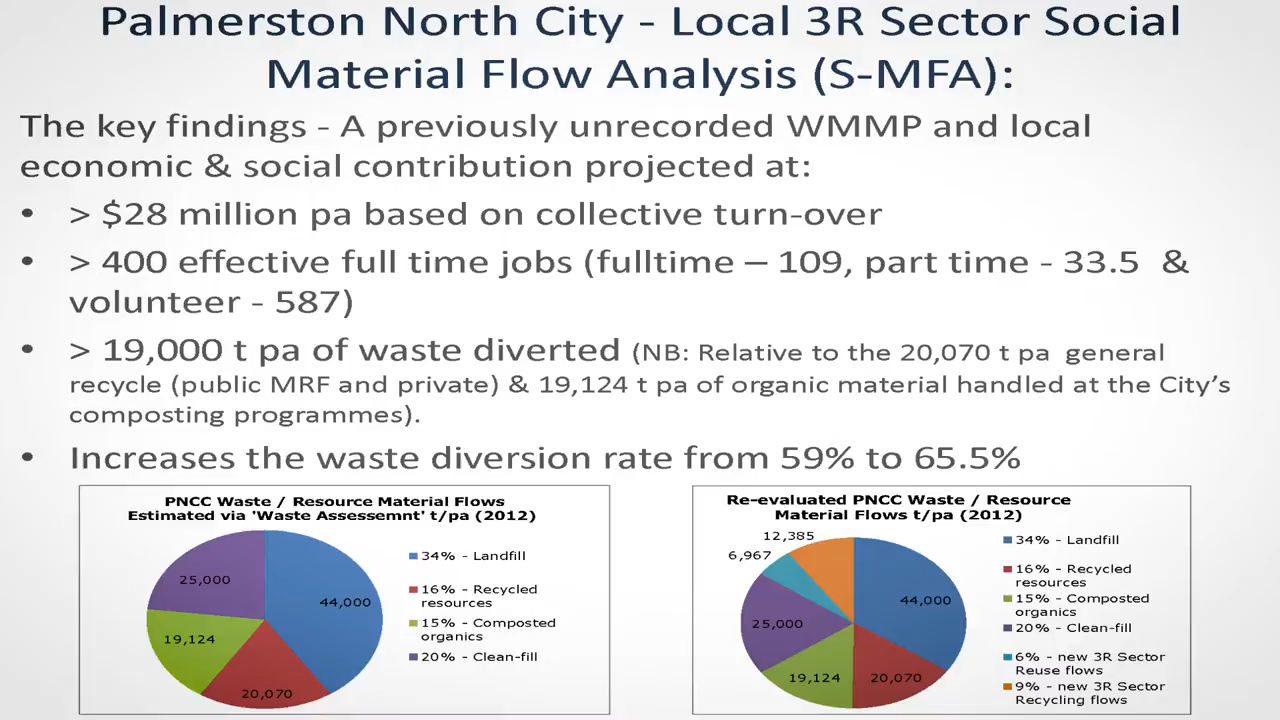 Palmerston North City - Local 3R Sector Social
Material Flow Analysis (S-MFA):
The key findings - A previously unrecorded WMMP and local
economic & social contribution projected at:
• > $28 million pa based on collective turn-over
• > 400 effective full time jobs (fulltime – 109, part time - 33.5 &
volunteer - 587)
• > 19,000 t pa of waste diverted (NB: Relative to the 20,070 t pa general
recycle (public MRF and private) & 19,124 t pa of organic material handled at the City's
composting programmes).
• Increases the waste diversion rate from 59% to 65.5%
PNCC Waste / Resource Material Flows
Estimated via 'Waste Assessemnt' t/pa (2012)
25,000
44,000
19,124
20,070
34% - Landfill
16% - Recycled
resources
15% - Composted
organics
20% - Clean-fill
Re-evaluated PNCC Waste / Resource
Material Flows t/pa (2012)
12,385
6,967
44,000
25,000
19,124
20,070
34% - Landfill
16% - Recycled
resources
15% - Composted
organics
20% - Clean-fill
6% - new 3R Sector
Reuse flows
9% - new 3R Sector
Recycling flows